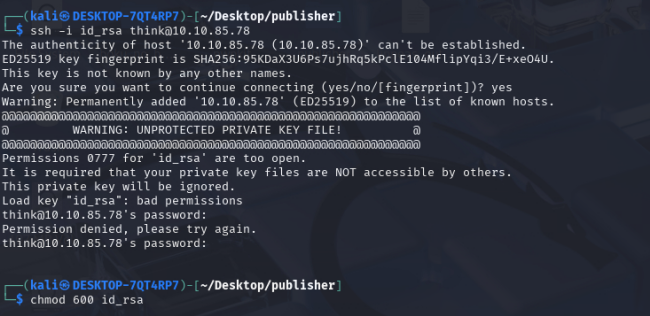 ┌──(kali㉿DESKTOP-7QT4RP7)-[~/Desktop/publisher]
└─$ ssh -i id_rsa think@10.10.85.78
The authenticity of host '10.10.85.78 (10.10.85.78)' can't be established.
ED25519 key fingerprint is SHA256:95KDaX3U6Ps7ujhRq5kPclE104MflipYqi3/E+xeO4U.
This key is not known by any other names.
Are you sure you want to continue connecting (yes/no/[fingerprint])? yes
Warning: Permanently added '10.10.85.78' (ED25519) to the list of known hosts.
@@@@@@@@@@@@@@@@@@@@@@@@@@@@@@@@@@@@@@@@@@@@@@@@@@@@@@@@@@@
@         WARNING: UNPROTECTED PRIVATE KEY FILE!          @
@@@@@@@@@@@@@@@@@@@@@@@@@@@@@@@@@@@@@@@@@@@@@@@@@@@@@@@@@@@
Permissions 0777 for 'id_rsa' are too open.
It is required that your private key files are NOT accessible by others.
This private key will be ignored.
Load key "id_rsa": bad permissions
think@10.10.85.78's password:
Permission denied, please try again.
think@10.10.85.78's password:
┌──(kali㉿DESKTOP-7QT4RP7)-[~/Desktop/publisher]
└─$ chmod 600 id_rsa